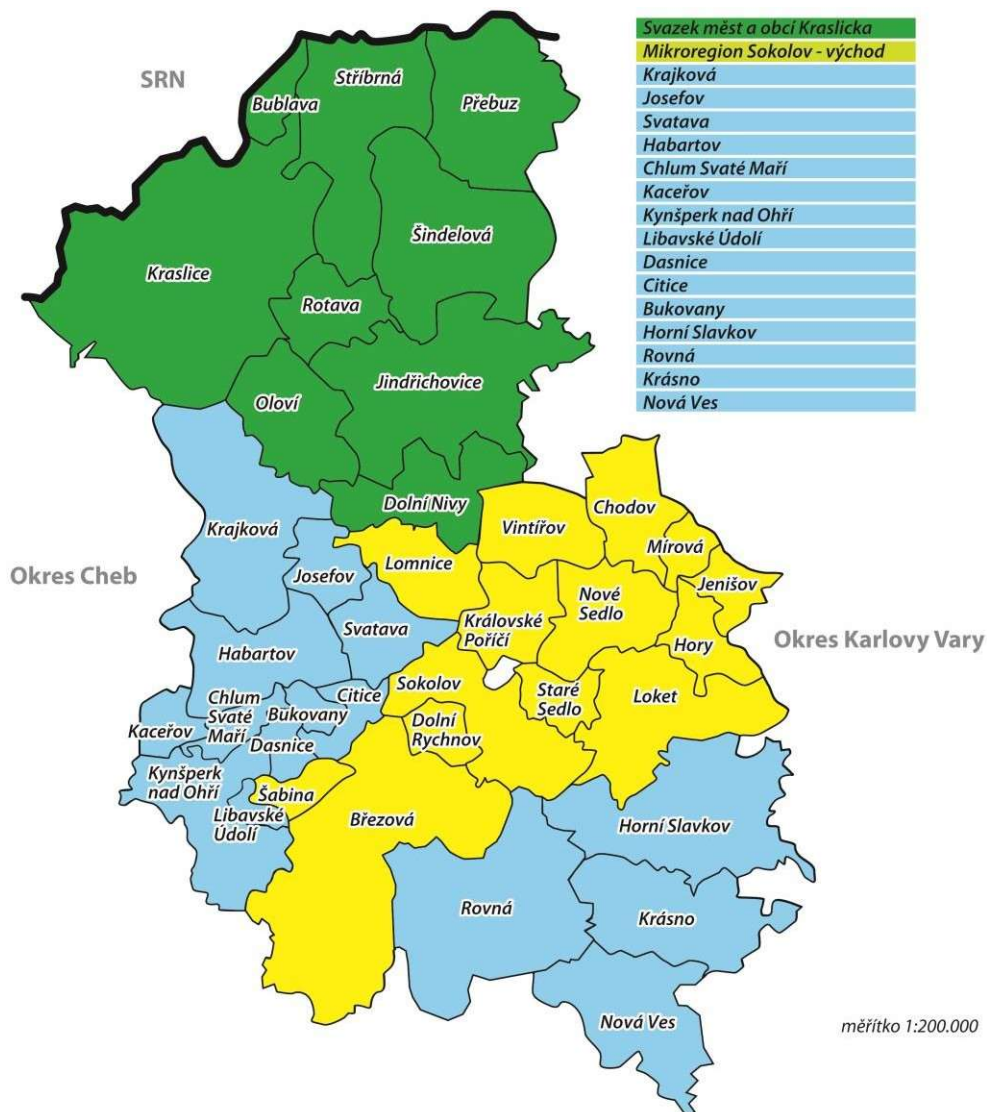 Svazek měst a obcí Kraslicka
Mikroregion Sokolov - východ
Krajková
Josefov
Svatava
Habartov
Chlum Svaté Maří
Kaceřov
Kynšperk nad Ohří
Libavské Údolí
Dasnice
Citice
Bukovany
Horní Slavkov
Rovná
Krásno
Nová Ves
SRN
Stříbrná
Bublava
Přebuz
Šindelová
Kraslice
Rotava
Jindřichovice
Oloví
Dolní Nivy
Chodov
Vintířov
Krajková
Mírová
Lomnice
Okres Cheb
Josefov
Jenišov
Nové
Sedlo
Královské
Poříčí
Svatava
Hory
Okres Karlovy Vary
Habartov
Sokolov
Citice
Staré
Sedlo
Loket
Chlum
Svaté
Maří
Bukovany
Dolní
Rychnov
Kaceřov
Dasnice
Kynšperk
nad Ohří
Šabina
Libavské
Údolí
Březová
Horní Slavkov
Rovná
Krásno
Nová Ves
měřítko 1:200.000